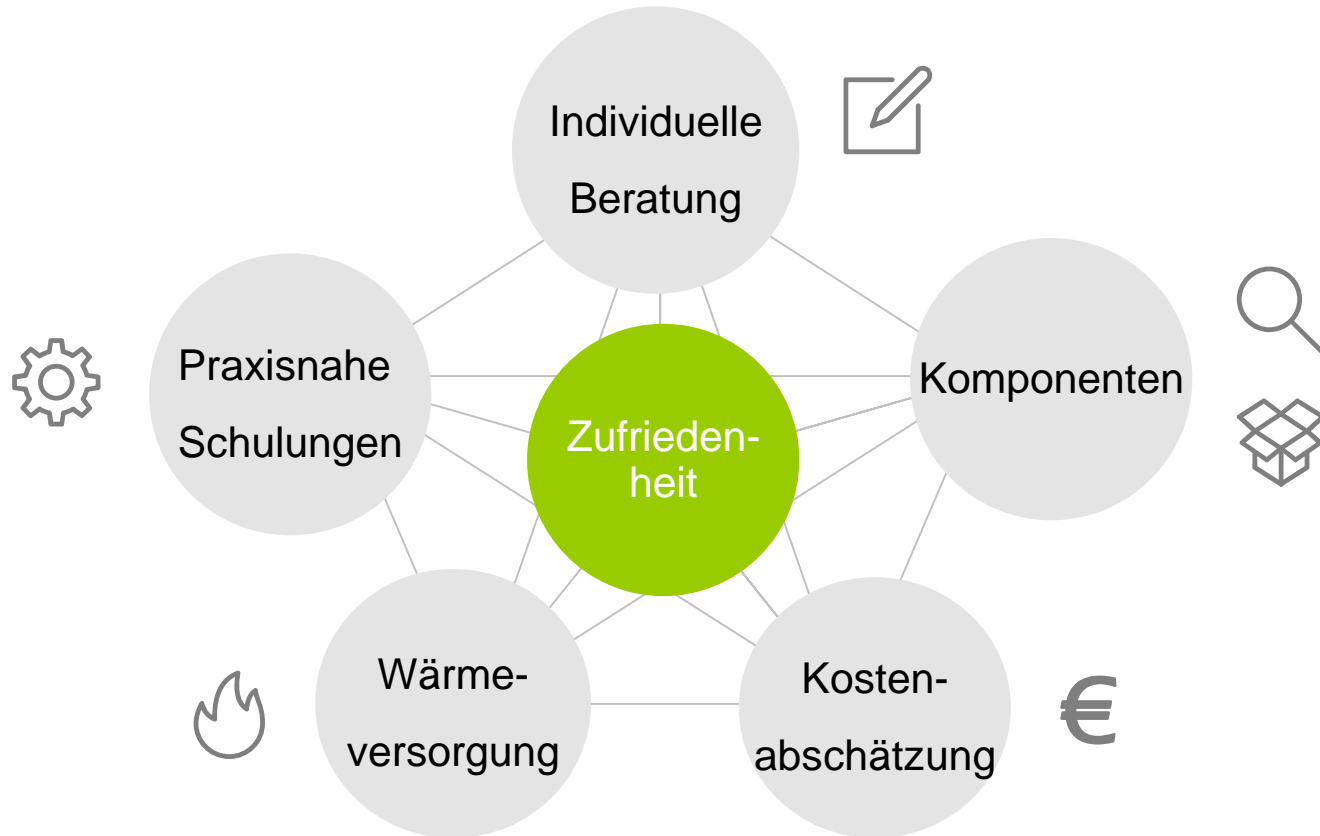 Individuelle
Beratung
Praxisnahe
Schulungen
Komponenten
Zufrieden-
heit
Wärme-
versorgung
Kosten-
abschätzung
€